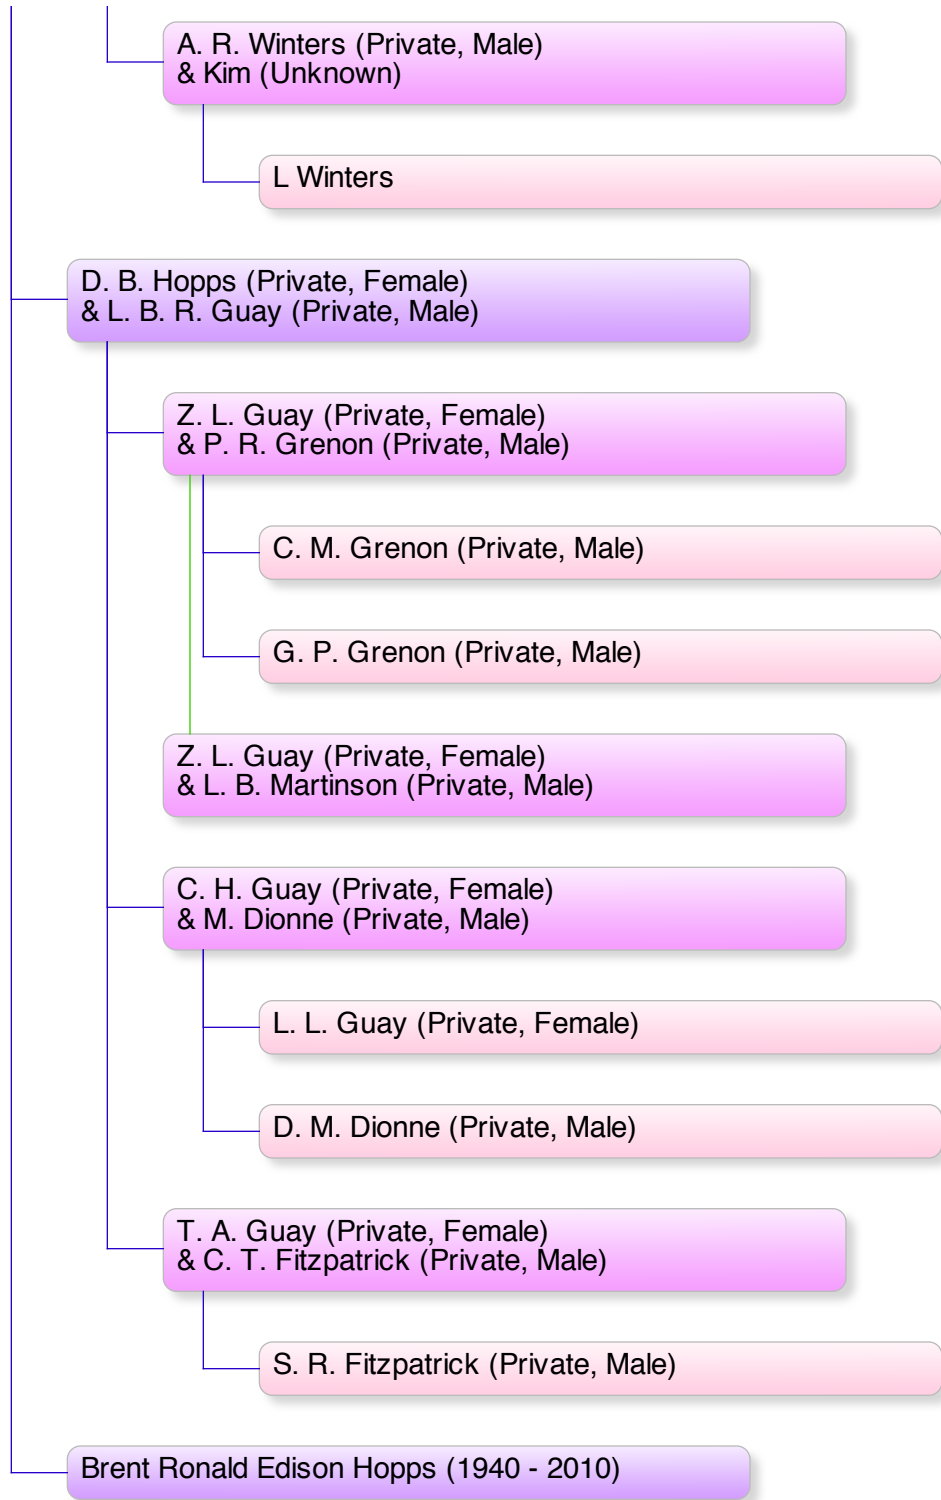 A. R. Winters (Private, Male)
& Kim (Unknown)
L Winters
D. B. Hopps (Private, Female)
& L. B. R. Guay (Private, Male)
Z. L. Guay (Private, Female)
& P. R. Grenon (Private, Male)
C. M. Grenon (Private, Male)
G. P. Grenon (Private, Male)
Z. L. Guay (Private, Female)
& L. B. Martinson (Private, Male)
C. H. Guay (Private, Female)
& M. Dionne (Private, Male)
L. L. Guay (Private, Female)
D. M. Dionne (Private, Male)
T. A. Guay (Private, Female)
& C. T. Fitzpatrick (Private, Male)
S. R. Fitzpatrick (Private, Male)
Brent Ronald Edison Hopps (1940 - 2010)